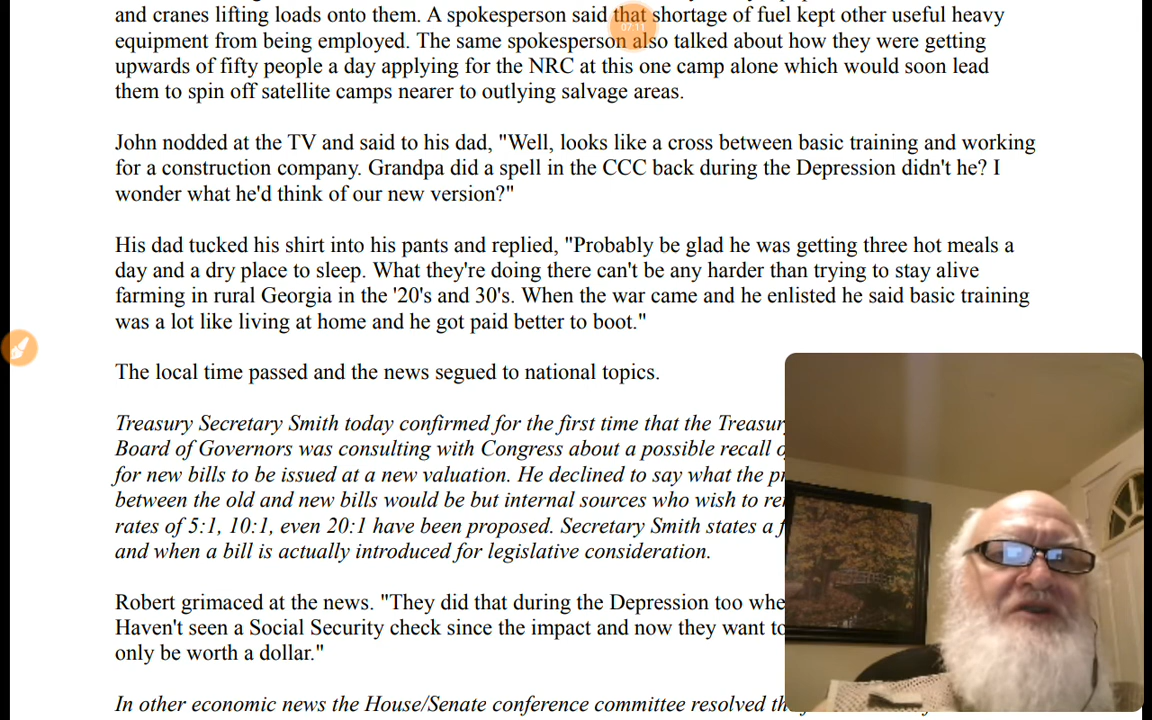 and cranes lifting loads onto them. A spokesperson said that shortage of fuel kept other useful heavy
07:11
equipment from being employed. The same spokesperson also talked about how they were getting
upwards of fifty people a day applying for the NRC at this one camp alone which would soon lead
them to spin off satellite camps nearer to outlying salvage areas.
John nodded at the TV and said to his dad, "Well, looks like a cross between basic training and working
for a construction company. Grandpa did a spell in the CCC back during the Depression didn't he? I
wonder what he'd think of our new version?"
His dad tucked his shirt into his pants and replied, "Probably be glad he was getting three hot meals a
day and a dry place to sleep. What they're doing there can't be any harder than trying to stay alive
farming in rural Georgia in the '20's and 30's. When the war came and he enlisted he said basic training
was a lot like living at home and he got paid better to boot."
The local time passed and the news segued to national topics.
Treasury Secretary Smith today confirmed for the first time that the
Board of Governors was consulting with Congress about a possible recall
for new bills to be issued at a new valuation. He declined to say what the
between the old and new bills would be but internal sources who wish to
rates of 5:1, 10:1, even 20:1 have been proposed. Secretary Smith states a
and when a bill is actually introduced for legislative consideration.
Robert grimaced at the news. "They did that during the Depression too
Haven't seen a Social Security check since the impact and now they want to
only be worth a dollar."
In other economic news the House/Senate conference committee resolved